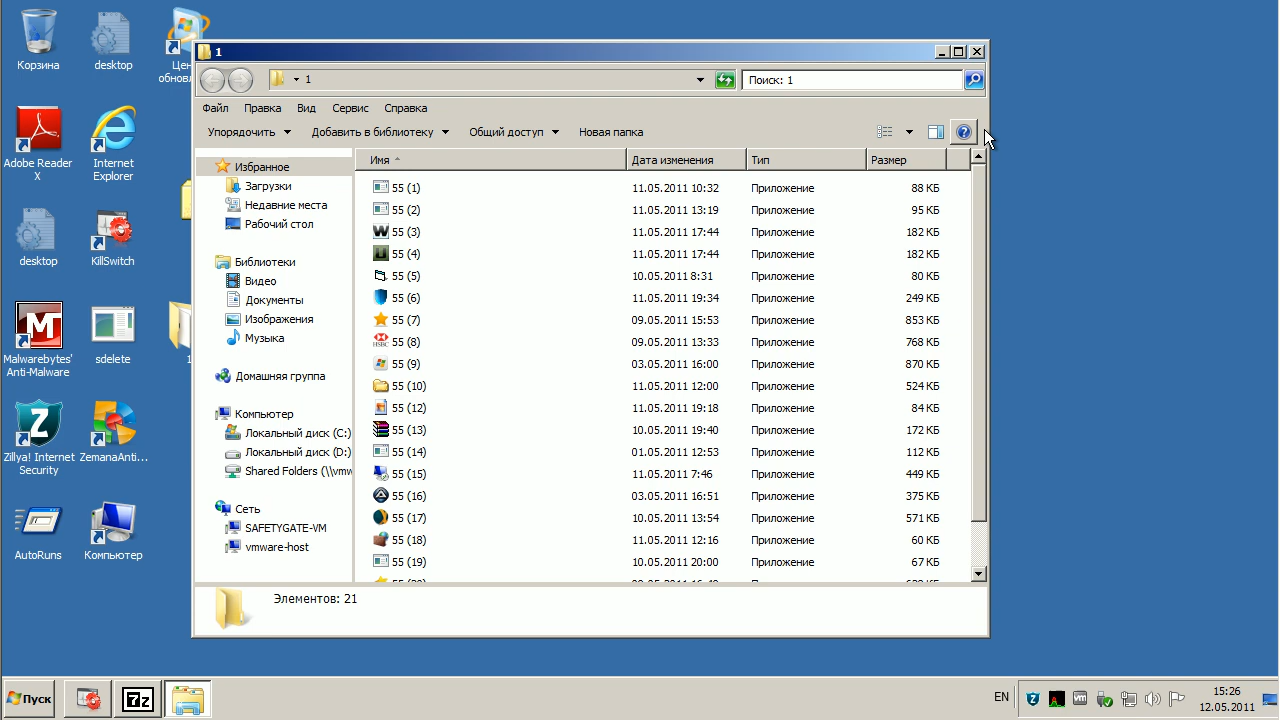 Корзина
desktop
Цен
обновл
Adobe Reader
X
Internet
Explorer
desktop
KillSwitch
Malwarebytes'
Anti-Malware
sdelete
1
Zillya! Internet
Security
ZemanaAnti...
AutoRuns
Компьютер
1
1
Поиск: 1
Файл Правка Вид Сервис Справка
Упорядочить Добавить в библиотеку Общий доступ Новая папка
Избранное
Загрузки
Недавние места
Рабочий стол
Библиотеки
Видео
Документы
Изображения
Музыка
Домашняя группа
Компьютер
Локальный диск (C:)
Локальный диск (D:)
Shared Folders (\\vmw
Сеть
SAFETYGATE-VM
vmware-host
Имя Дата изменения Тип Размер
55 (1) 11.05.2011 10:32 Приложение 88 КБ
55 (2) 11.05.2011 13:19 Приложение 95 КБ
55 (3) 11.05.2011 17:44 Приложение 182 КБ
55 (4) 11.05.2011 17:44 Приложение 182 КБ
55 (5) 10.05.2011 8:31 Приложение 80 КБ
55 (6) 11.05.2011 19:34 Приложение 249 КБ
55 (7) 09.05.2011 15:53 Приложение 853 КБ
55 (8) 09.05.2011 13:33 Приложение 768 КБ
55 (9) 03.05.2011 16:00 Приложение 870 КБ
55 (10) 11.05.2011 12:00 Приложение 524 КБ
55 (12) 11.05.2011 19:18 Приложение 84 КБ
55 (13) 10.05.2011 19:40 Приложение 172 КБ
55 (14) 01.05.2011 12:53 Приложение 112 КБ
55 (15) 11.05.2011 7:46 Приложение 449 КБ
55 (16) 03.05.2011 16:51 Приложение 375 КБ
55 (17) 10.05.2011 13:54 Приложение 571 КБ
55 (18) 11.05.2011 12:16 Приложение 60 КБ
55 (19) 10.05.2011 20:00 Приложение 67 КБ
Элементов: 21
Пуск
7z
EN
15:26
12.05.2011